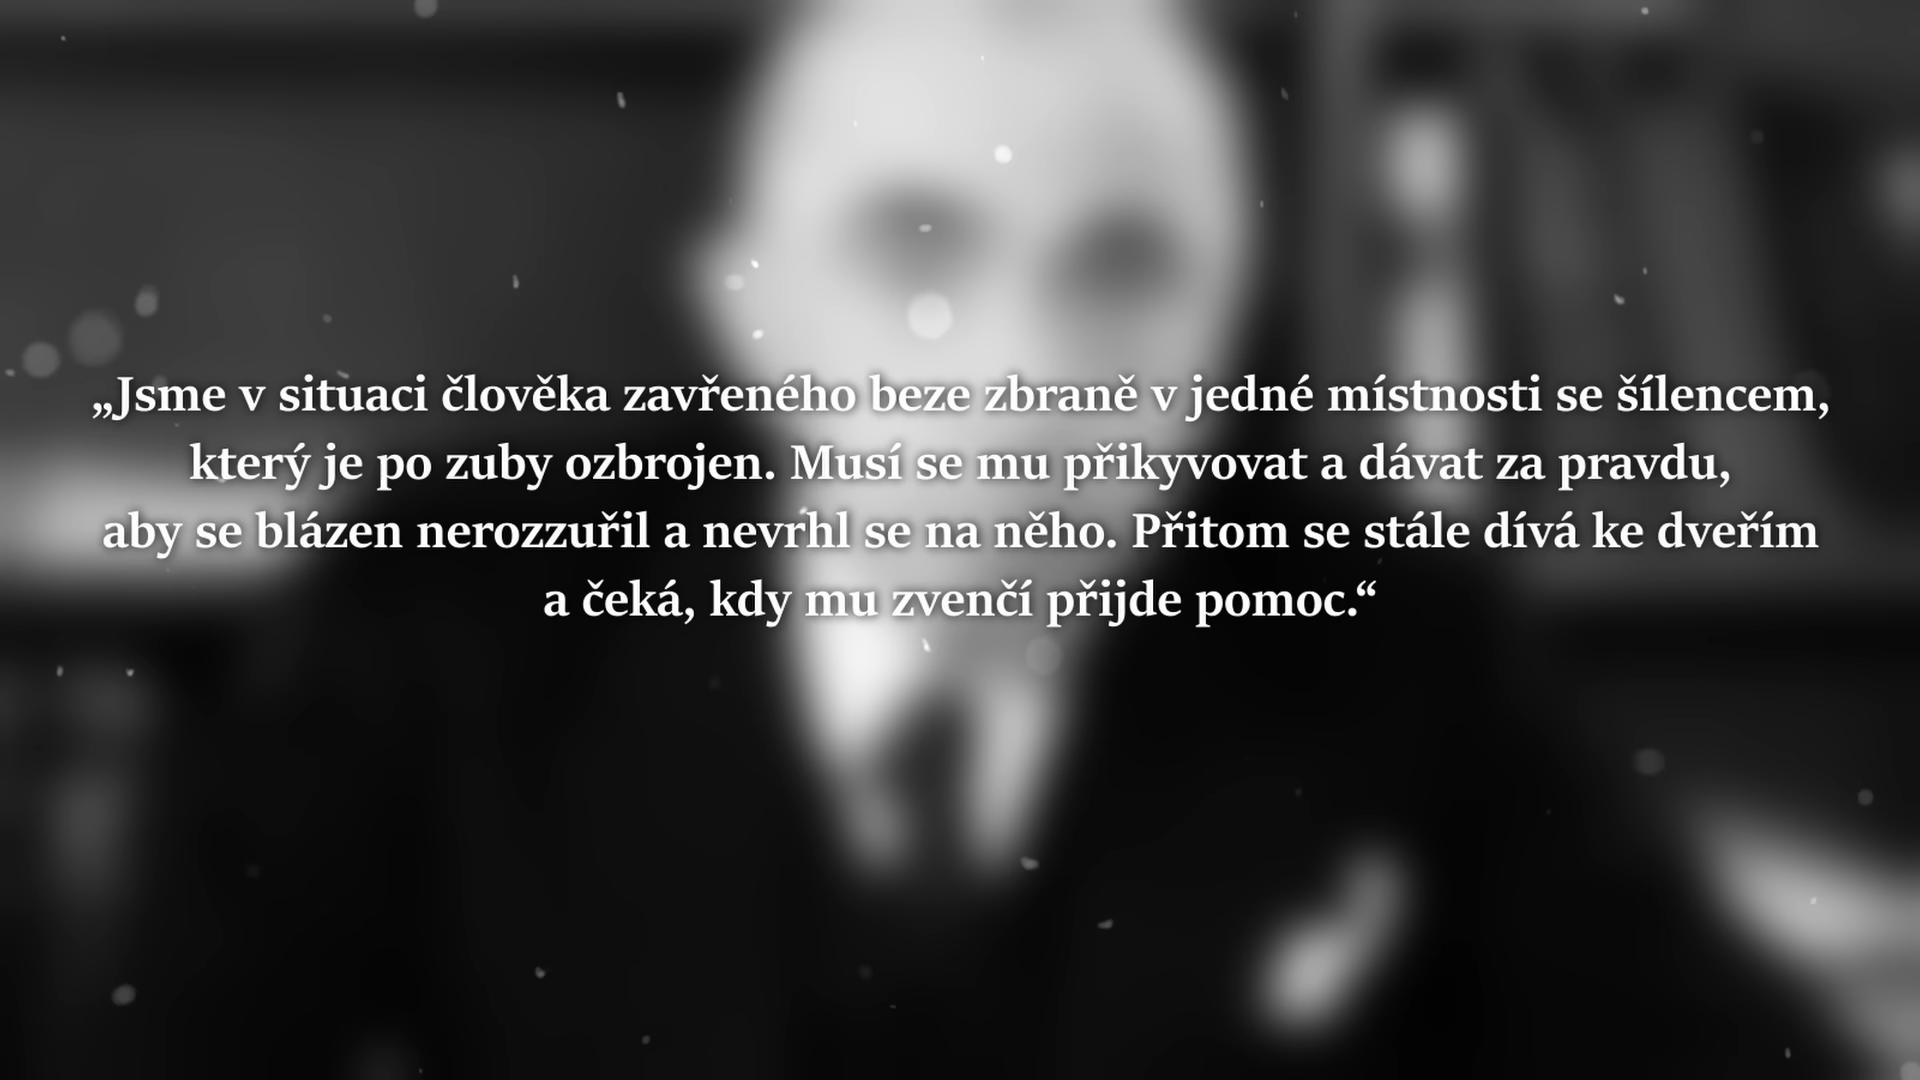 „Jsme v situaci člověka zavřeného beze zbraně v jedné místnosti se šílencem,
který je po zuby ozbrojen. Musí se mu přikyvovat a dávat za pravdu,
aby se blázen nerozzuřil a nevrhl se na něho. Přitom se stále dívá ke dveřím
a čeká, kdy mu zvenčí přijde pomoc.“